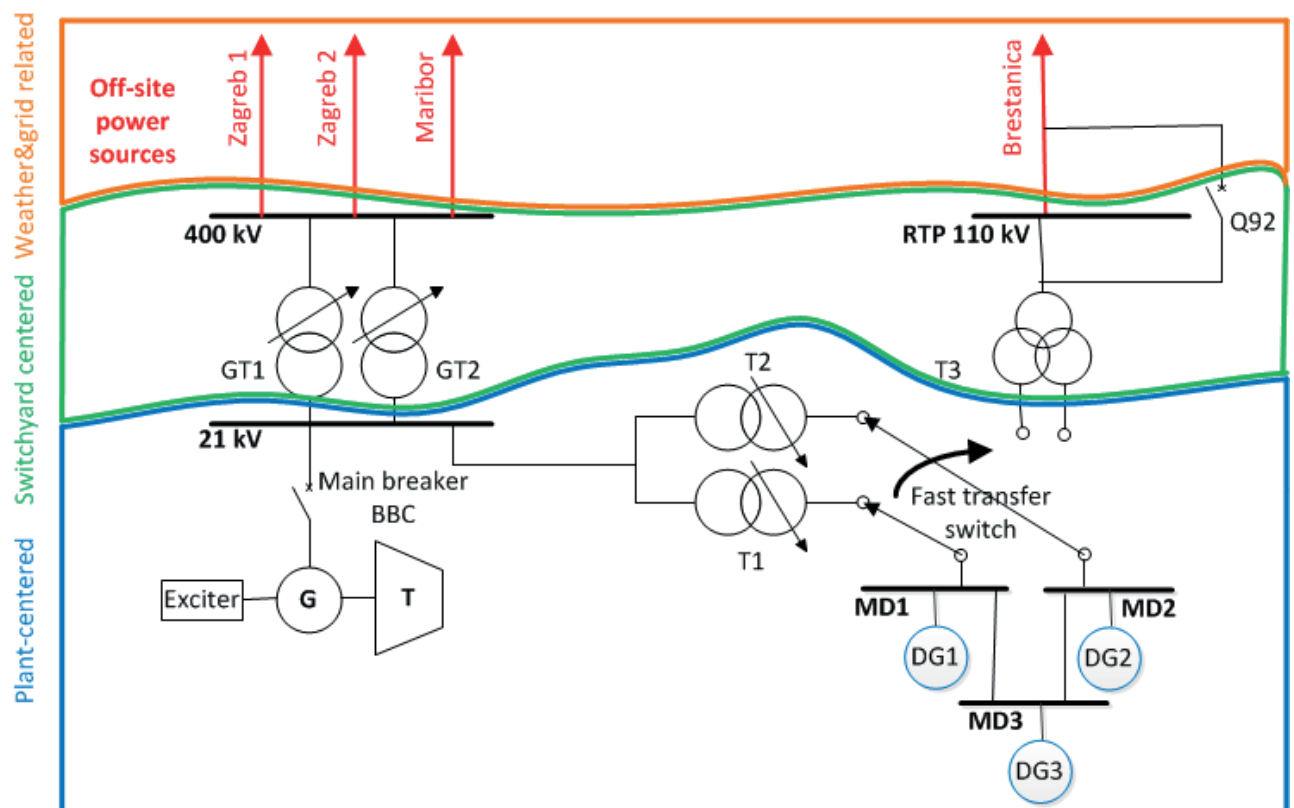 Weather&grid related
Switchyard centered
Plant-centered
Off-site
power
sources
Zagreb 1
Zagreb 2
Maribor
Brestanica
400 kV
RTP 110 kV
Q92
GT1
GT2
T2
T3
21 kV
Main breaker
BBC
Fast transfer
switch
T1
Exciter
G
T
MD1
MD2
DG1
DG2
MD3
DG3